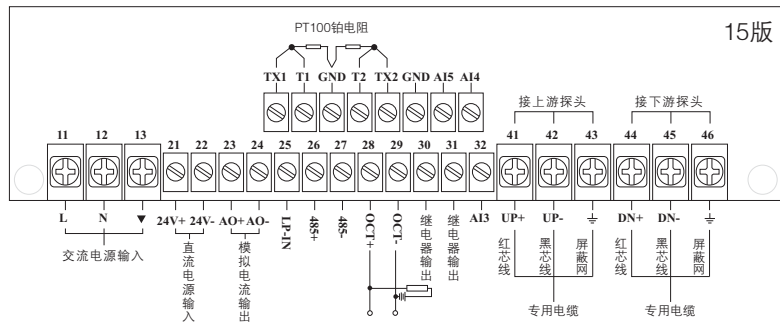 PT100铂电阻
15版
TX1 T1 GND T2 TX2 GND AI5 AI4
接上游探头 接下游探头
11 12 13 21 22 23 24 25 26 27 28 29 30 31 32 41 42 43 44 45 46
L N ▼ 24V+ 24V- AO+ AO- LP-IN 485+ 485- OCT+ OCT- 继电器输出 继电器输出 AI3 UP+ UP- DN+ DN-
交流电源输入
直流电源输入
模拟电流输出
红芯线 黑芯线 屏蔽网 红芯线 黑芯线 屏蔽网
专用电缆 专用电缆